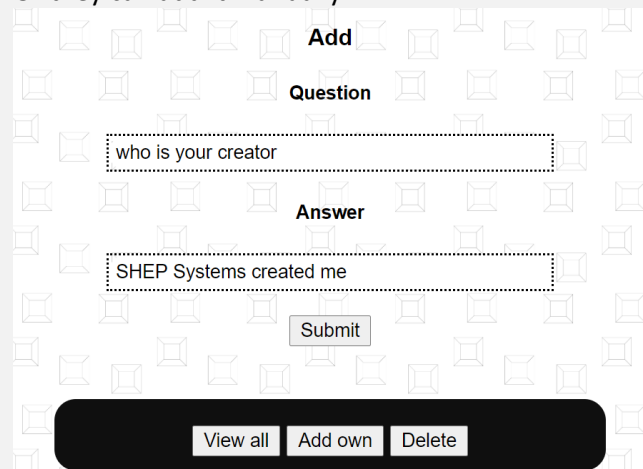 Add
Question
who is your creator
Answer
SHEP Systems created me
Submit
View all Add own Delete